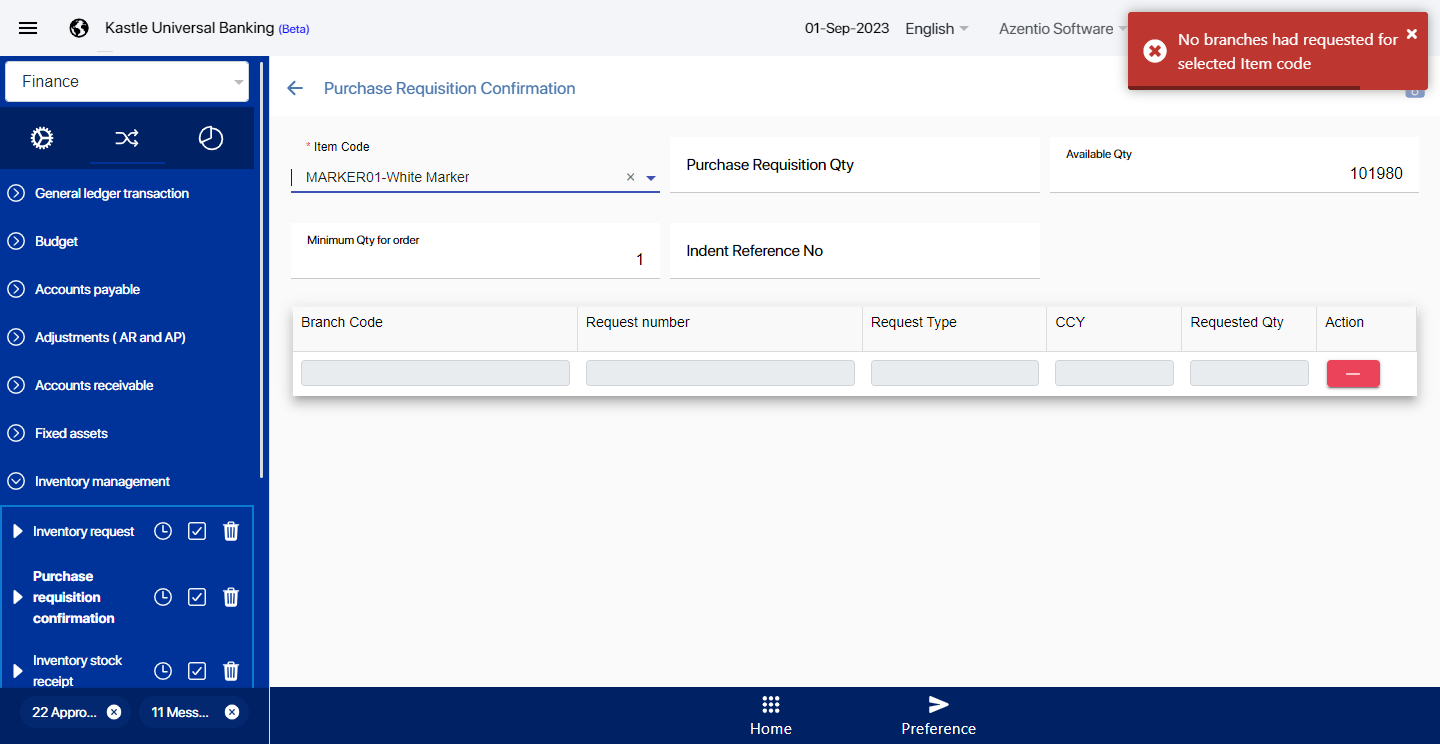 Kastle Universal Banking (Beta)
01-Sep-2023
English
Azentio Software
No branches had requested for
selected Item code
Finance
General ledger transaction
Budget
Accounts payable
Adjustments ( AR and AP)
Accounts receivable
Fixed assets
Inventory management
Inventory request
Purchase
requisition
confirmation
Inventory stock
receipt
22 Appro...
11 Mess...
Purchase Requisition Confirmation
* Item Code
MARKER01-White Marker
Purchase Requisition Qty
Available Qty
101980
Minimum Qty for order
1
Indent Reference No
Branch Code
Request number
Request Type
CCY
Requested Qty
Action
Home
Preference